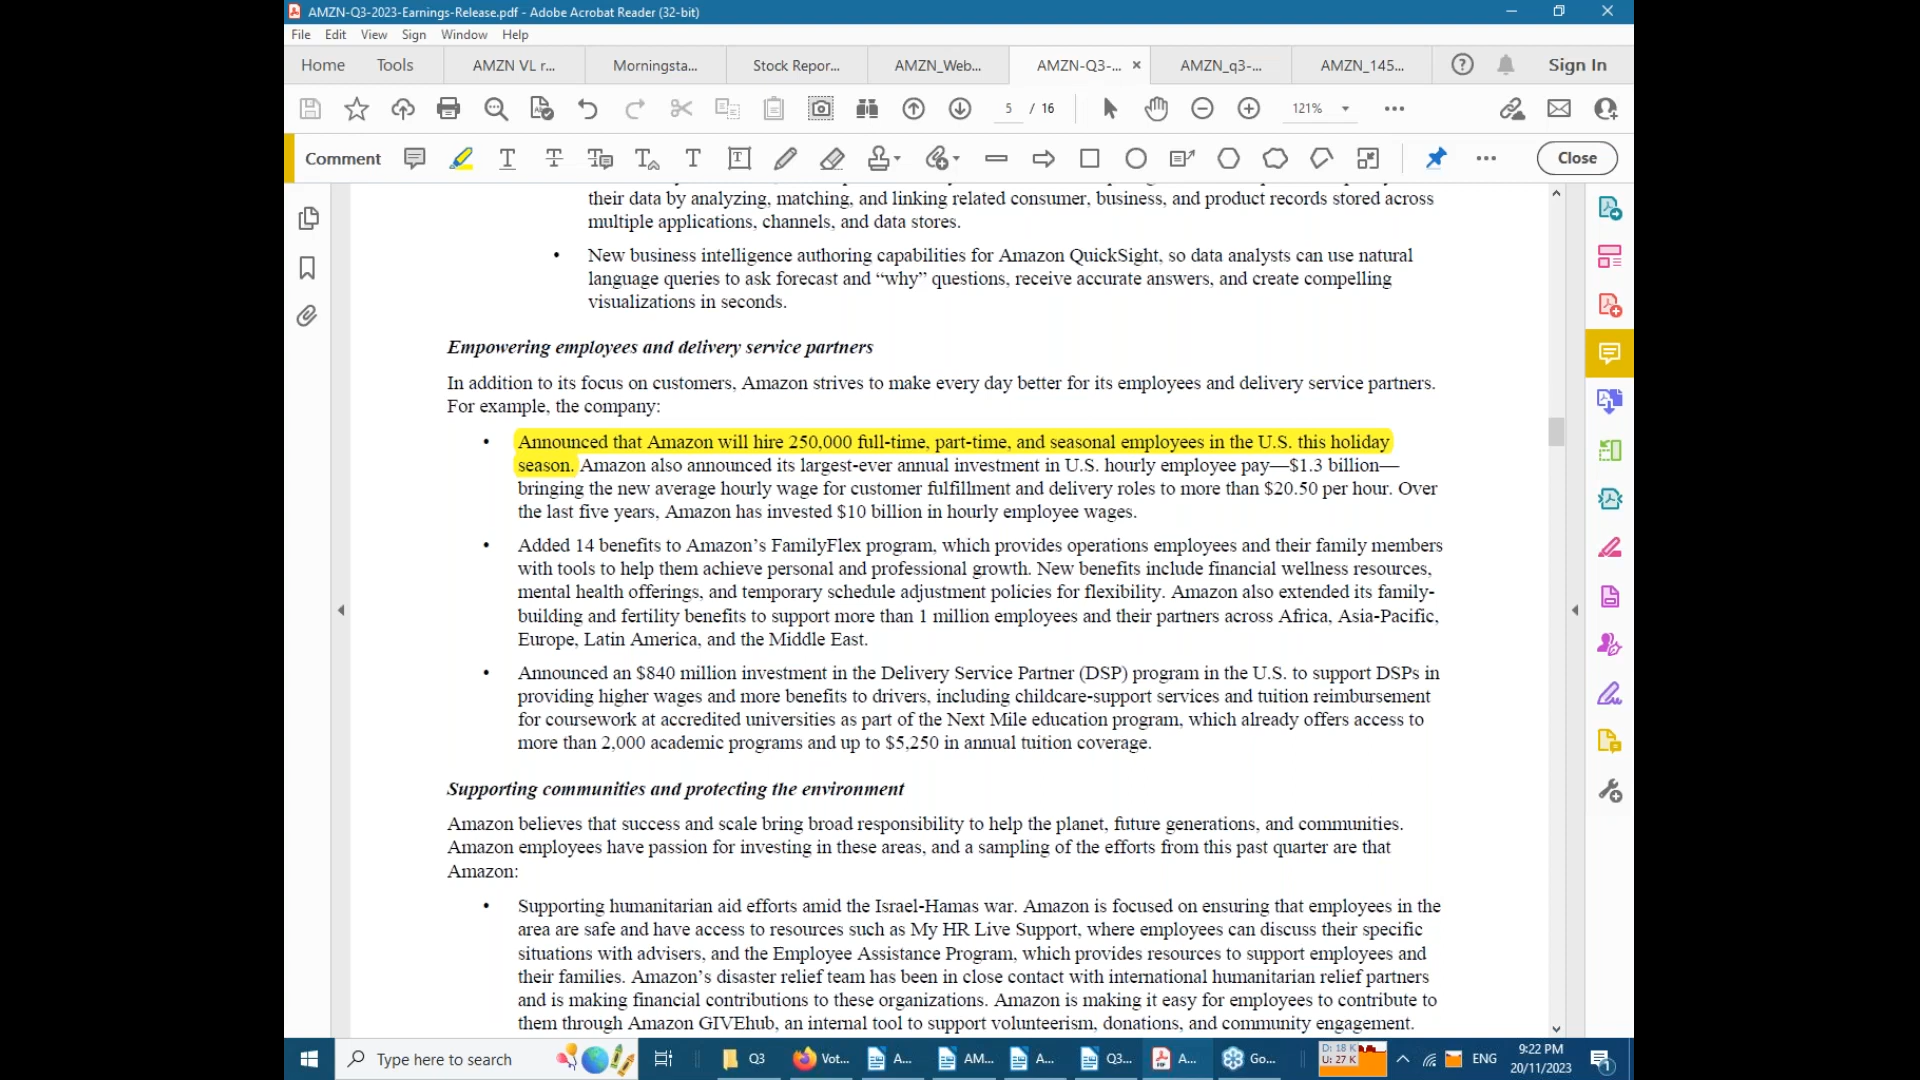 AMZN-Q3-2023-Earnings-Release.pdf - Adobe Acrobat Reader (32-bit)
File Edit View Sign Window Help
Home Tools AMZN VL r... Morningsta... Stock Repor... AMZN_Web... AMZN-Q3-... × AMZN_q3-... AMZN_145... Sign In
5 / 16 121%
Comment Close
their data by analyzing, matching, and linking related consumer, business, and product records stored across
multiple applications, channels, and data stores.
• New business intelligence authoring capabilities for Amazon QuickSight, so data analysts can use natural
language queries to ask forecast and “why” questions, receive accurate answers, and create compelling
visualizations in seconds.
Empowering employees and delivery service partners
In addition to its focus on customers, Amazon strives to make every day better for its employees and delivery service partners.
For example, the company:
• Announced that Amazon will hire 250,000 full-time, part-time, and seasonal employees in the U.S. this holiday
season. Amazon also announced its largest-ever annual investment in U.S. hourly employee pay—$1.3 billion—
bringing the new average hourly wage for customer fulfillment and delivery roles to more than $20.50 per hour. Over
the last five years, Amazon has invested $10 billion in hourly employee wages.
• Added 14 benefits to Amazon’s FamilyFlex program, which provides operations employees and their family members
with tools to help them achieve personal and professional growth. New benefits include financial wellness resources,
mental health offerings, and temporary schedule adjustment policies for flexibility. Amazon also extended its family-
building and fertility benefits to support more than 1 million employees and their partners across Africa, Asia-Pacific,
Europe, Latin America, and the Middle East.
• Announced an $840 million investment in the Delivery Service Partner (DSP) program in the U.S. to support DSPs in
providing higher wages and more benefits to drivers, including childcare-support services and tuition reimbursement
for coursework at accredited universities as part of the Next Mile education program, which already offers access to
more than 2,000 academic programs and up to $5,250 in annual tuition coverage.
Supporting communities and protecting the environment
Amazon believes that success and scale bring broad responsibility to help the planet, future generations, and communities.
Amazon employees have passion for investing in these areas, and a sampling of the efforts from this past quarter are that
Amazon:
• Supporting humanitarian aid efforts amid the Israel-Hamas war. Amazon is focused on ensuring that employees in the
area are safe and have access to resources such as My HR Live Support, where employees can discuss their specific
situations with advisers, and the Employee Assistance Program, which provides resources to support employees and
their families. Amazon’s disaster relief team has been in close contact with international humanitarian relief partners
and is making financial contributions to these organizations. Amazon is making it easy for employees to contribute to
them through Amazon GIVEhub, an internal tool to support volunteerism, donations, and community engagement.
Type here to search Q3 Vot... A... AM... A... Q3... A... Go... D: 18 K ENG 9:22 PM
U: 27 K 20/11/2023 1